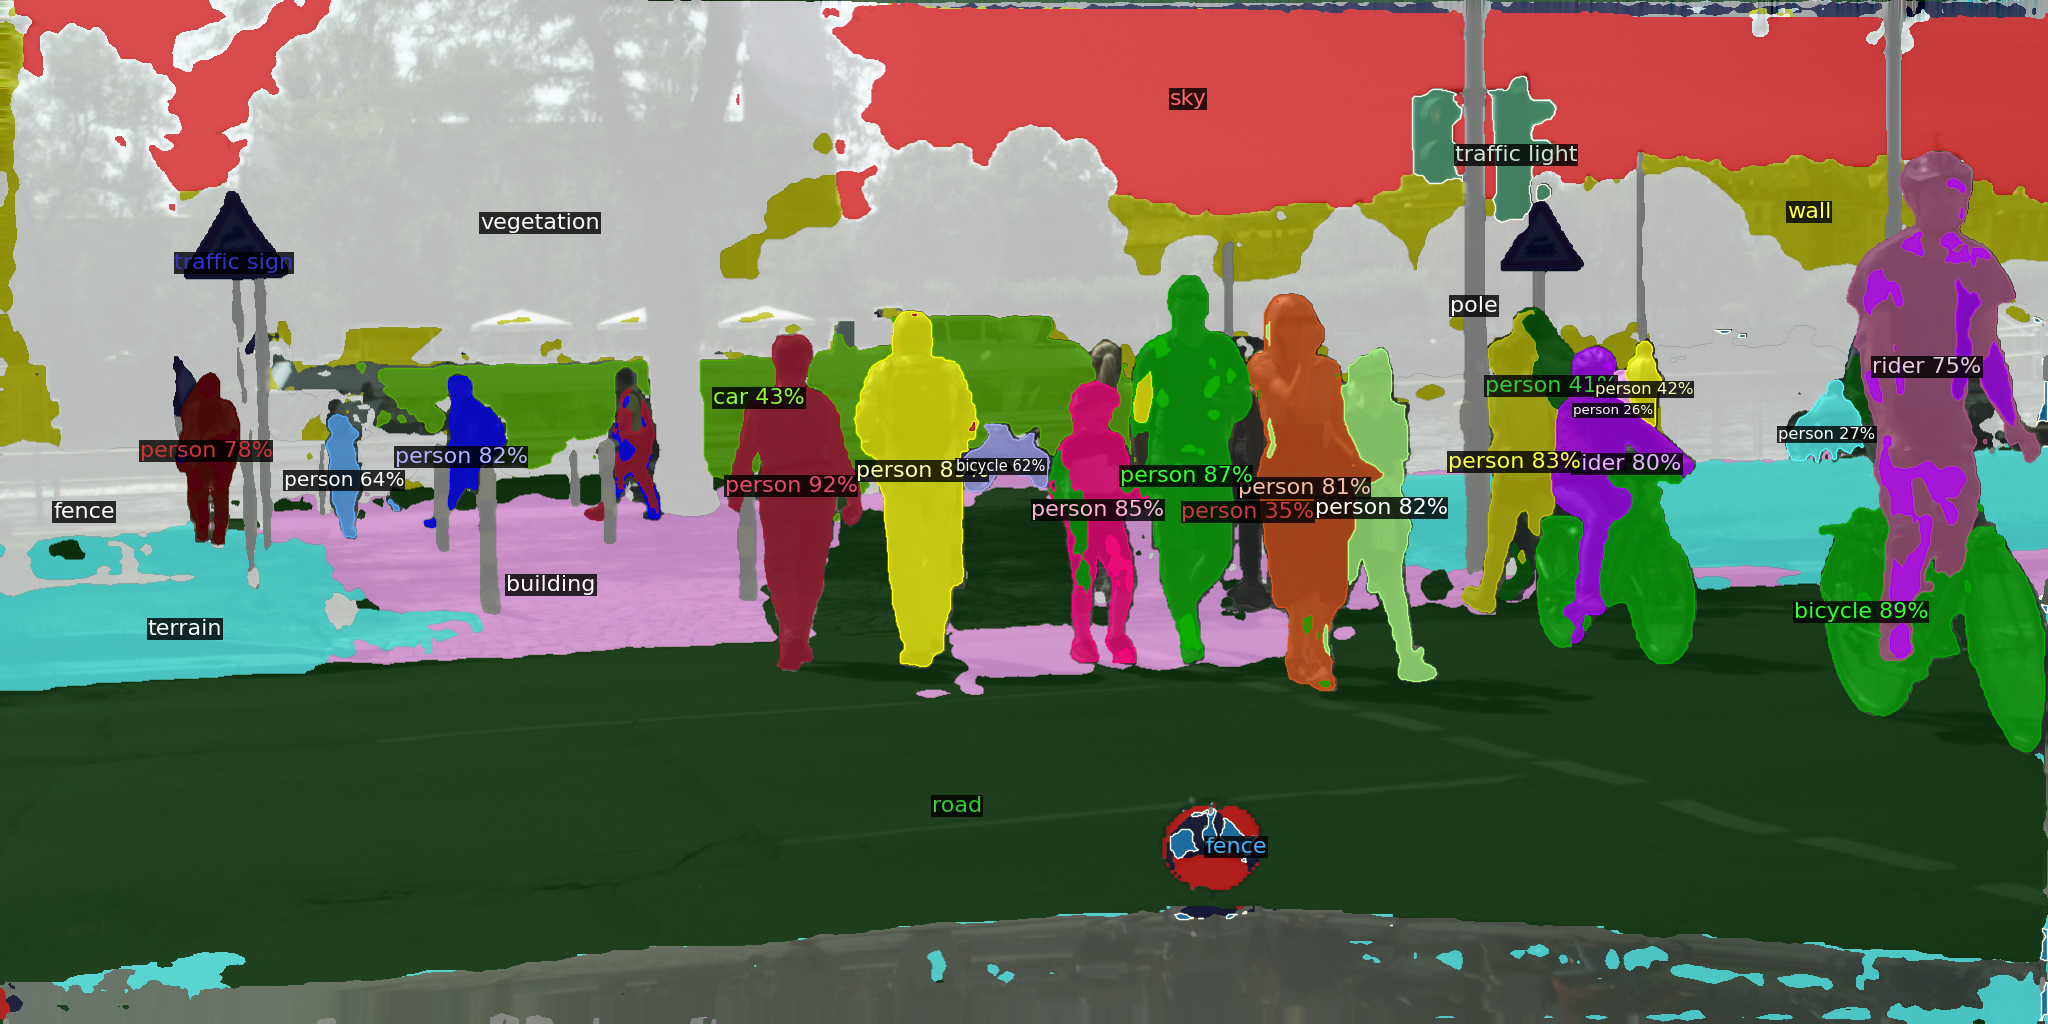 sky
traffic light
wall
vegetation
traffic sign
pole
rider 75%
person 41%
person 42%
car 43%
person 26%
person 27%
person 78%
person 82%
person 83%
rider 80%
bicycle 62%
person 64%
person 92%
person 87%
person 81%
person 82%
person 85%
person 35%
fence
building
bicycle 89%
terrain
road
fence